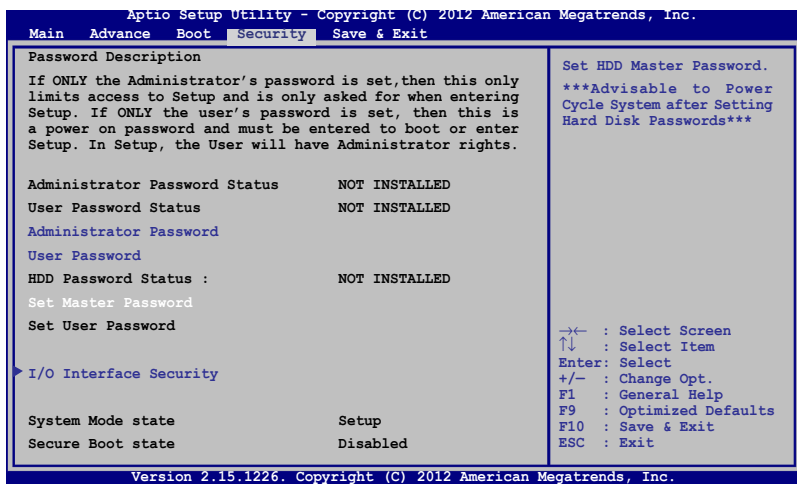 Aptio Setup Utility - Copyright (C) 2012 American Megatrends, Inc.
Main Advance Boot Security Save & Exit
Password Description
If ONLY the Administrator's password is set,then this only
limits access to Setup and is only asked for when entering
Setup. If ONLY the user's password is set, then this is
a power on password and must be entered to boot or enter
Setup. In Setup, the User will have Administrator rights.
Administrator Password Status NOT INSTALLED
User Password Status NOT INSTALLED
Administrator Password
User Password
HDD Password Status : NOT INSTALLED
Set Master Password
Set User Password
I/O Interface Security
System Mode state Setup
Secure Boot state Disabled
Set HDD Master Password.
***Advisable to Power
Cycle System after Setting
Hard Disk Passwords***
→← : Select Screen
↑↓ : Select Item
Enter: Select
+/— : Change Opt.
F1 : General Help
F9 : Optimized Defaults
F10 : Save & Exit
ESC : Exit
Version 2.15.1226. Copyright (C) 2012 American Megatrends, Inc.